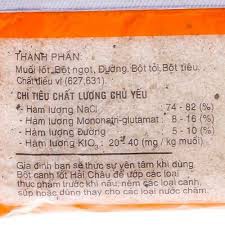 THÀNH PHẦN:
Muối lót, Bột ngọt, Đường, Bột tỏi, Bột tiêu,
Chất điều vị (627,631).
CHỈ TIÊU CHẤT LƯỢNG CHỦ YẾU
- Hàm lượng NaCl 74 - 82 (%)
- Hàm lượng Mononatri-glutamat : 8 - 16 (%)
- Hàm lượng Đường : 5 - 10 (%)
- Hàm lượng KIO₃ : 20 - 40 (mg / kg muối)
Gia đình bạn sẽ thực sự yên tâm khi dùng
Bột canh Iốt Hải Châu để ướp các loại
thực phẩm trước khi nấu, nêm các loại canh,
súp hoặc dùng thay cho các loại nước chấm.